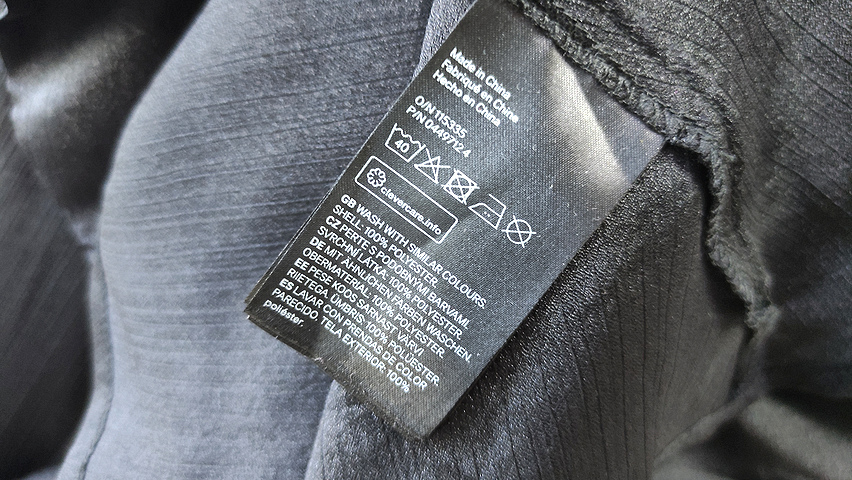 Made in China
Fabriqué en Chine
Hecho en China
O/N 115335
P/N 0449712 4
40
clevercare.info
GB WASH WITH SIMILAR COLOURS.
SHELL: 100% POLYESTER.
CZ PERTE S PODOBNÝMI BARVAMI.
SVRCHNÍ LÁTKA: 100% POLYESTER.
DE MIT ÄHNLICHEN FARBEN WASCHEN.
OBERMATERIAL: 100% POLYESTER.
EE PESE KOOS SARNAST VÄRVI
RIIETEGA. ÜMBRIS: 100% POLÜESTER.
ES LAVAR CON PRENDAS DE COLOR
PARECIDO. TELA EXTERIOR: 100%
poliéster.